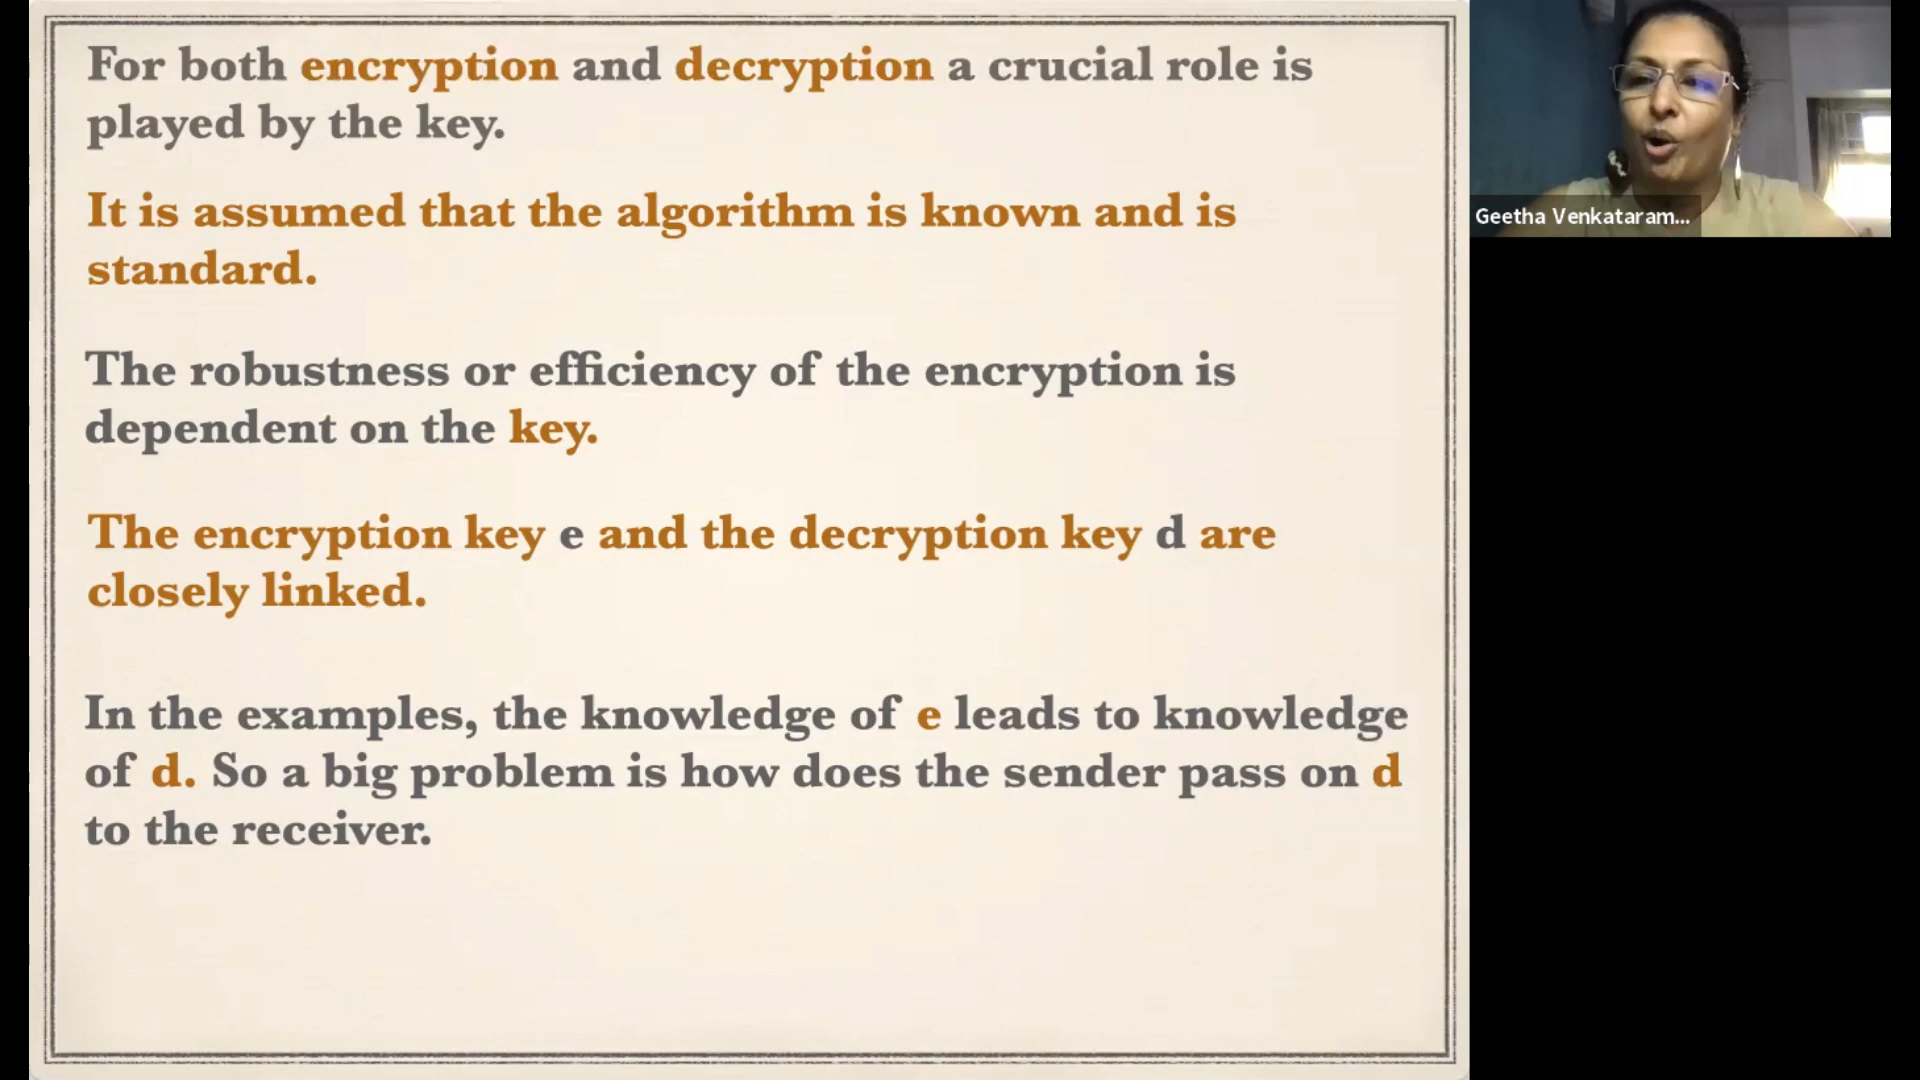 For both encryption and decryption a crucial role is
played by the key.
It is assumed that the algorithm is known and is
standard.
The robustness or efficiency of the encryption is
dependent on the key.
The encryption key e and the decryption key d are
closely linked.
In the examples, the knowledge of e leads to knowledge
of d. So a big problem is how does the sender pass on d
to the receiver.
Geetha Venkataram...